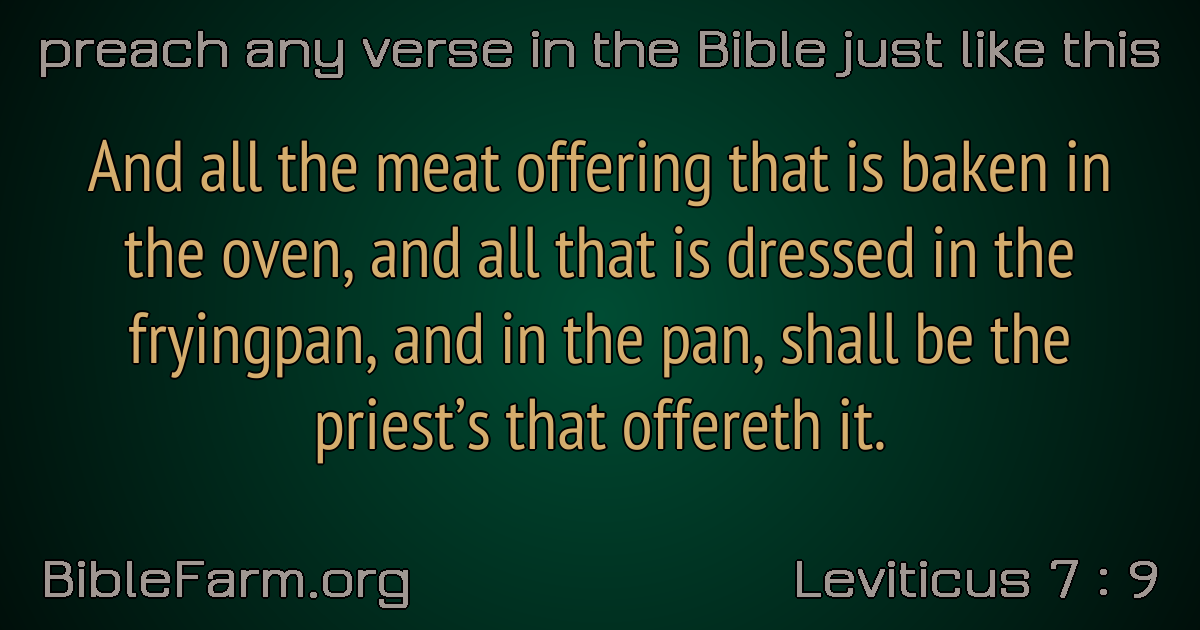 preach any verse in the Bible just like this
And all the meat offering that is baken in
the oven, and all that is dressed in the
fryingpan, and in the pan, shall be the
priest’s that offereth it.
BibleFarm.org
Leviticus 7 : 9